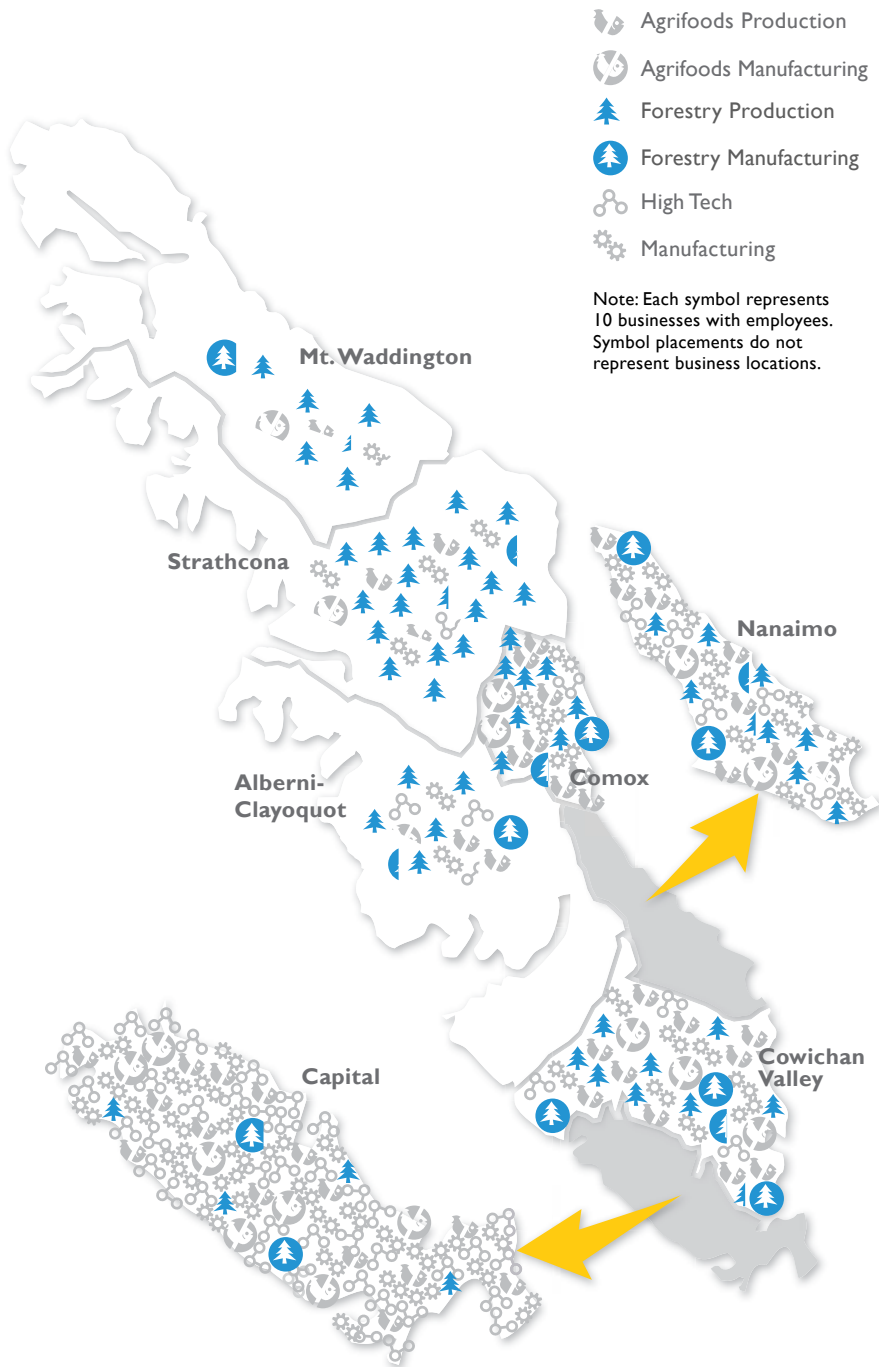 Agrifoods Production
Agrifoods Manufacturing
Forestry Production
Forestry Manufacturing
High Tech
Manufacturing
Note: Each symbol represents
10 businesses with employees.
Symbol placements do not
represent business locations.
Mt. Waddington
Strathcona
Nanaimo
Alberni-
Clayoquot
Comox
Capital
Cowichan
Valley